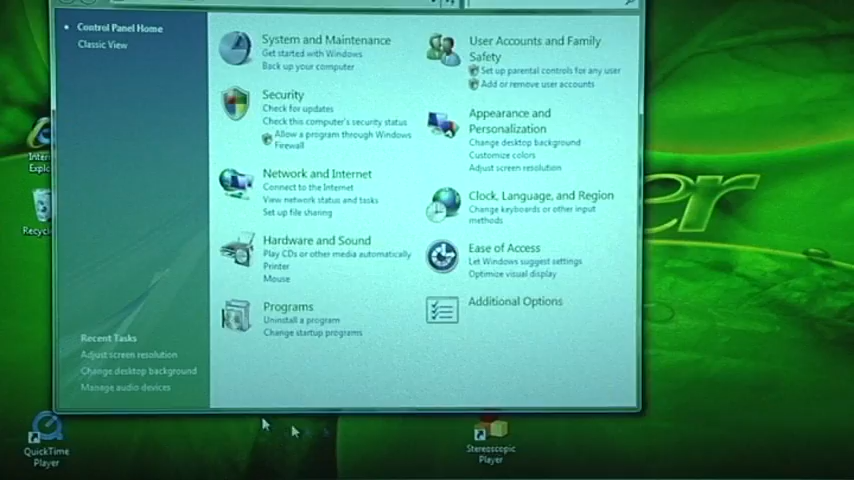 Control Panel Home
Classic View
System and Maintenance
Get started with Windows
Back up your computer
Security
Check for updates
Check this computer's security status
Allow a program through Windows
Firewall
Network and Internet
Connect to the Internet
View network status and tasks
Set up file sharing
Hardware and Sound
Play CDs or other media automatically
Printer
Mouse
Programs
Uninstall a program
Change startup programs
User Accounts and Family
Safety
Set up parental controls for any user
Add or remove user accounts
Appearance and
Personalization
Change desktop background
Customize colors
Adjust screen resolution
Clock, Language, and Region
Change keyboards or other input
methods
Ease of Access
Let Windows suggest settings
Optimize visual display
Additional Options
Recent Tasks
Adjust screen resolution
Change desktop background
Manage audio devices
Inter
Explo
Recyc
er
QuickTime
Player
Stereoscopic
Player